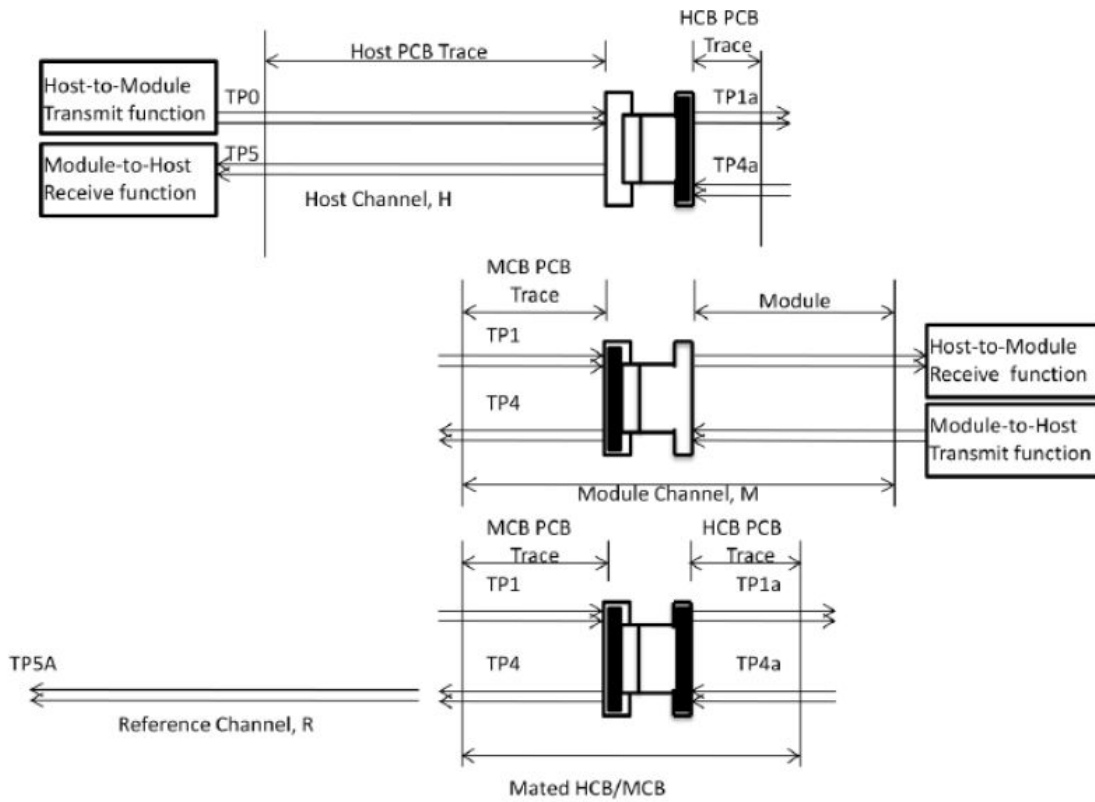 HCB PCB
Trace
Host PCB Trace
Host-to-Module
Transmit function
TP0
TP1a
Module-to-Host
Receive function
TP5
TP4a
Host Channel, H
MCB PCB
Trace
Module
TP1
Host-to-Module
Receive function
TP4
Module-to-Host
Transmit function
Module Channel, M
MCB PCB
Trace
HCB PCB
Trace
TP1
TP1a
TP5A
TP4
TP4a
Reference Channel, R
Mated HCB/MCB